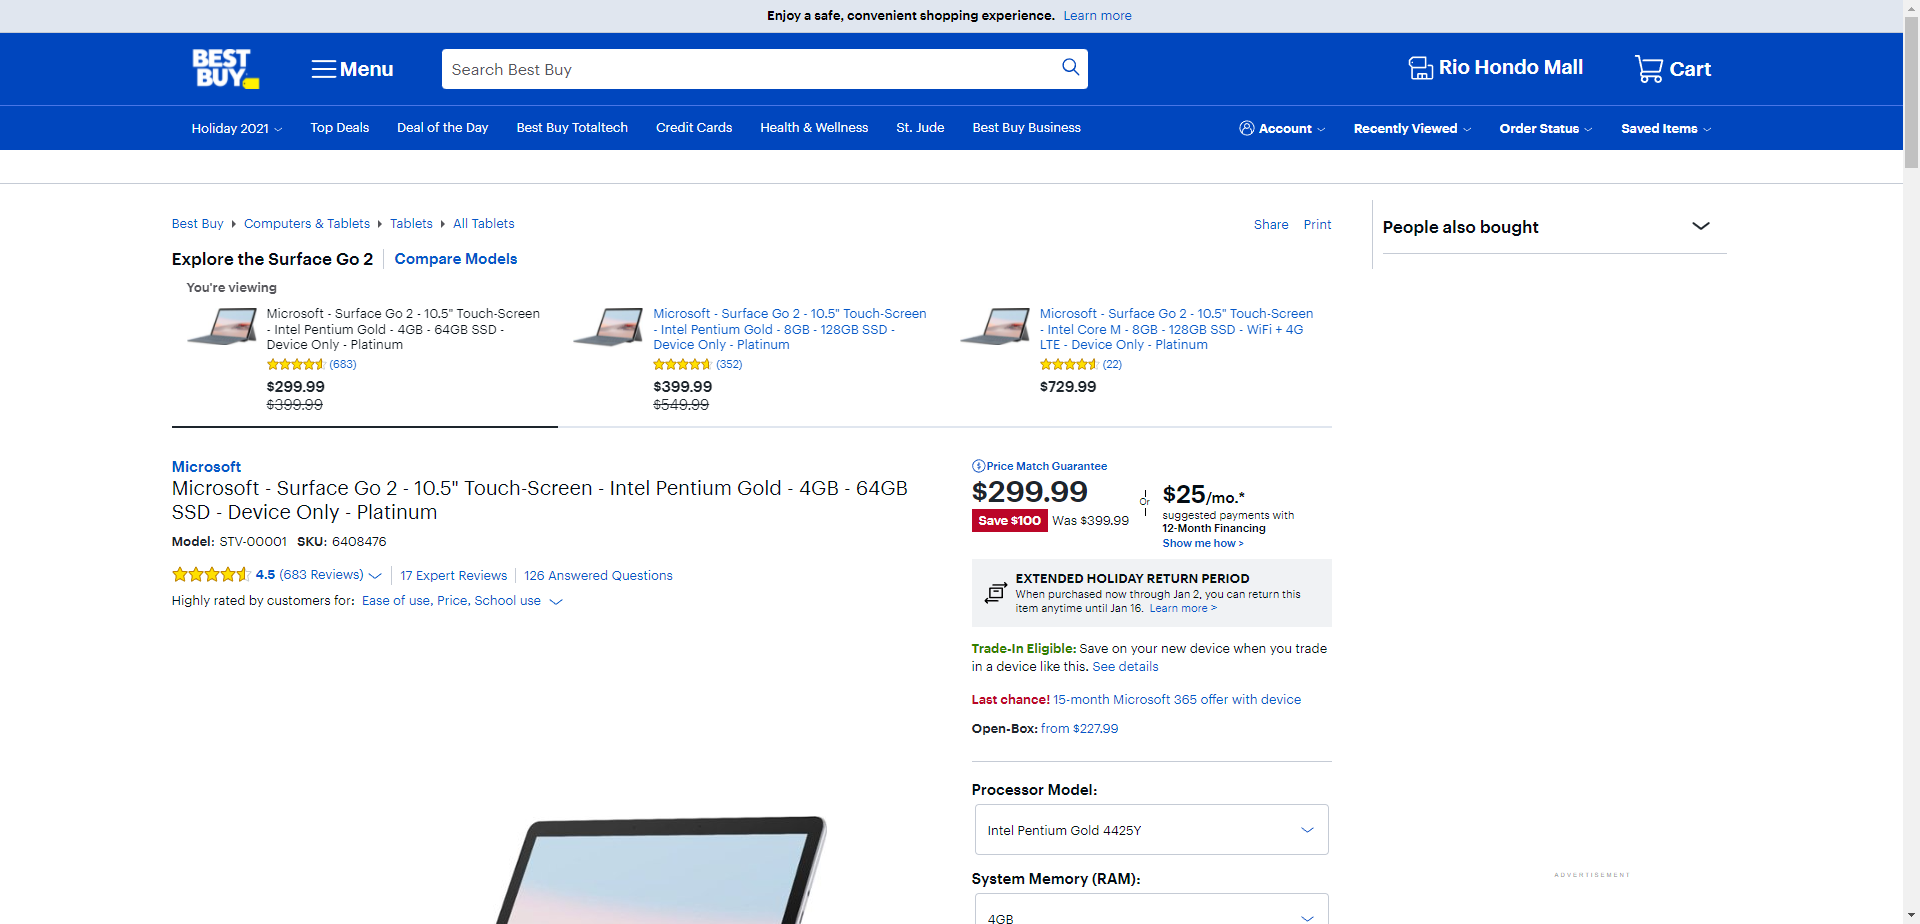 Enjoy a safe, convenient shopping experience. Learn more
BEST BUY
Menu
Search Best Buy
Rio Hondo Mall
Cart
Holiday 2021
Top Deals
Deal of the Day
Best Buy Totaltech
Credit Cards
Health & Wellness
St. Jude
Best Buy Business
Account
Recently Viewed
Order Status
Saved Items
Best Buy
Computers & Tablets
Tablets
All Tablets
Share
Print
People also bought
Explore the Surface Go 2
Compare Models
You're viewing
Microsoft - Surface Go 2 - 10.5" Touch-Screen
- Intel Pentium Gold - 4GB - 64GB SSD -
Device Only - Platinum
(683)
$299.99
$399.99
Microsoft - Surface Go 2 - 10.5" Touch-Screen
- Intel Pentium Gold - 8GB - 128GB SSD -
Device Only - Platinum
(352)
$399.99
$549.99
Microsoft - Surface Go 2 - 10.5" Touch-Screen
- Intel Core M - 8GB - 128GB SSD - WiFi + 4G
LTE - Device Only - Platinum
(22)
$729.99
Microsoft
Microsoft - Surface Go 2 - 10.5" Touch-Screen - Intel Pentium Gold - 4GB - 64GB
SSD - Device Only - Platinum
Model: STV-00001 SKU: 6408476
4.5 (683 Reviews)
17 Expert Reviews
126 Answered Questions
Highly rated by customers for: Ease of use, Price, School use
Price Match Guarantee
$299.99
Save $100 Was $399.99
Or
$25/mo.*
suggested payments with
12-Month Financing
Show me how >
EXTENDED HOLIDAY RETURN PERIOD
When purchased now through Jan 2, you can return this
item anytime until Jan 16. Learn more >
Trade-In Eligible: Save on your new device when you trade
in a device like this. See details
Last chance! 15-month Microsoft 365 offer with device
Open-Box: from $227.99
Processor Model:
Intel Pentium Gold 4425Y
System Memory (RAM):
4GB
ADVERTISEMENT